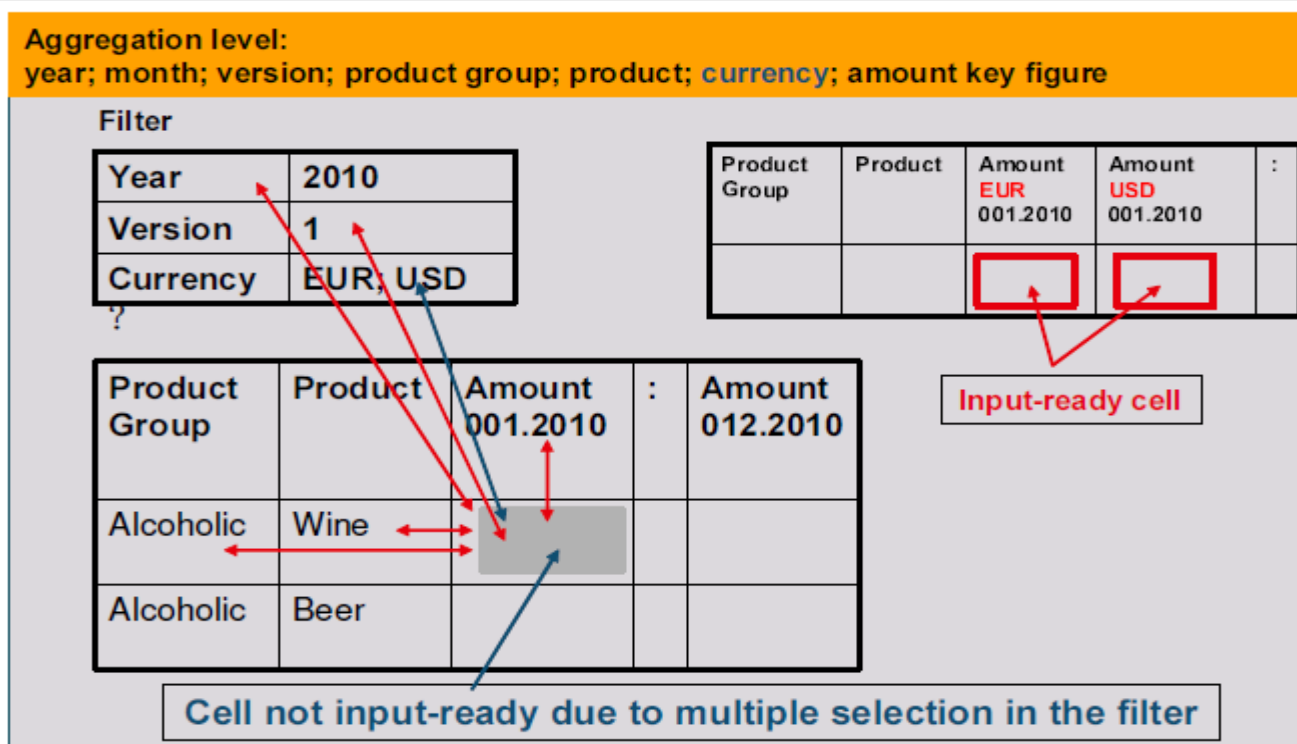 Aggregation level:
year; month; version; product group; product; currency; amount key figure
Filter
Year 2010
Version 1
Currency EUR; USD
?
Product Group Product Amount EUR 001.2010 Amount USD 001.2010 :
Input-ready cell
Product Group Product Amount 001.2010 : Amount 012.2010
Alcoholic Wine
Alcoholic Beer
Cell not input-ready due to multiple selection in the filter